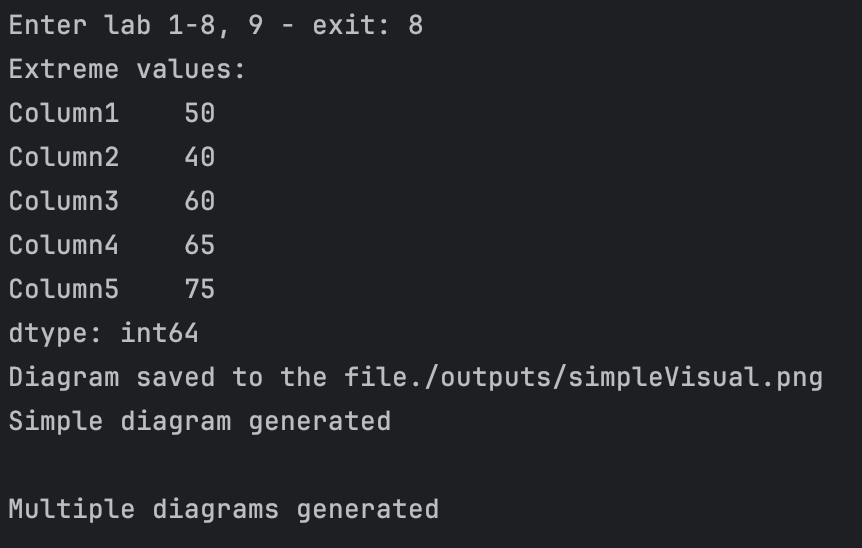 Enter lab 1-8, 9 - exit: 8
Extreme values:
Column1    50
Column2    40
Column3    60
Column4    65
Column5    75
dtype: int64
Diagram saved to the file./outputs/simpleVisual.png
Simple diagram generated
Multiple diagrams generated